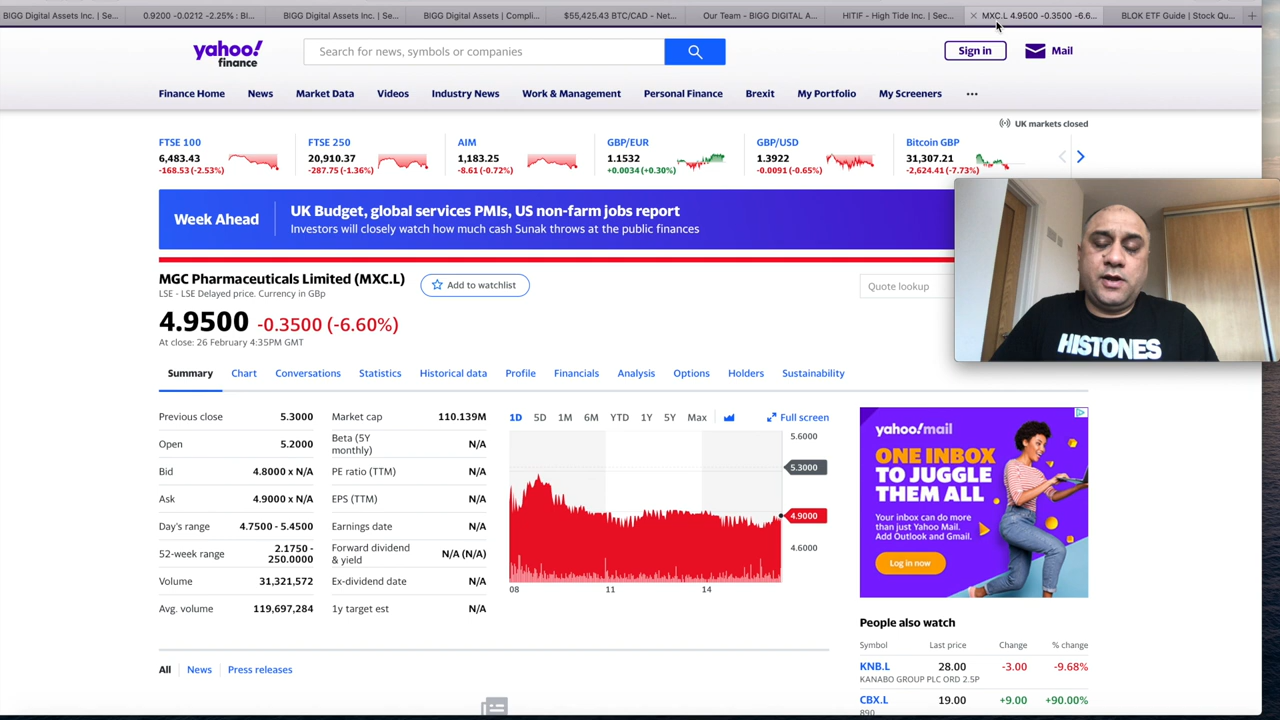 BIGG Digital Assets Inc. | Se...
0.9200 -0.0212 -2.25% : BI...
BIGG Digital Assets Inc. | Se...
BIGG Digital Assets | Compli...
$55,425.43 BTC/CAD - Net...
Our Team - BIGG DIGITAL A...
HITIF - High Tide Inc. | Sec...
MXC.L 4.9500 -0.3500 -6.6...
BLOK ETF Guide | Stock Qu...
yahoo!
finance
Search for news, symbols or companies
Sign in
Mail
Finance Home
News
Market Data
Videos
Industry News
Work & Management
Personal Finance
Brexit
My Portfolio
My Screeners
UK markets closed
FTSE 100
6,483.43
-168.53 (-2.53%)
FTSE 250
20,910.37
-287.75 (-1.36%)
AIM
1,183.25
-8.61 (-0.72%)
GBP/EUR
1.1532
+0.0034 (+0.30%)
GBP/USD
1.3922
-0.0091 (-0.65%)
Bitcoin GBP
31,307.21
-2,624.41 (-7.73%)
Week Ahead
UK Budget, global services PMIs, US non-farm jobs report
Investors will closely watch how much cash Sunak throws at the public finances
MGC Pharmaceuticals Limited (MXC.L)
LSE - LSE Delayed price. Currency in GBp
Add to watchlist
Quote lookup
4.9500 -0.3500 (-6.60%)
At close: 26 February 4:35PM GMT
HISTONES
Summary
Chart
Conversations
Statistics
Historical data
Profile
Financials
Analysis
Options
Holders
Sustainability
Previous close 5.3000
Open 5.2000
Bid 4.8000 x N/A
Ask 4.9000 x N/A
Day's range 4.7500 - 5.4500
52-week range 2.1750 -
250.0000
Volume 31,321,572
Avg. volume 119,697,284
Market cap 110.139M
Beta (5Y
monthly) N/A
PE ratio (TTM) N/A
EPS (TTM) N/A
Earnings date N/A
Forward dividend
& yield N/A (N/A)
Ex-dividend date N/A
1y target est N/A
1D 5D 1M 6M YTD 1Y 5Y Max
Full screen
5.6000
5.3000
4.9000
4.6000
08 11 14
yahoo!mail
ONE INBOX
TO JUGGLE
THEM ALL
Your inbox can do more
than just Yahoo Mail.
Add Outlook and Gmail.
Log in now
People also watch
Symbol Last price Change % change
KNB.L 28.00 -3.00 -9.68%
KANABO GROUP PLC ORD 2.5P
CBX.L 19.00 +9.00 +90.00%
890
All
News
Press releases